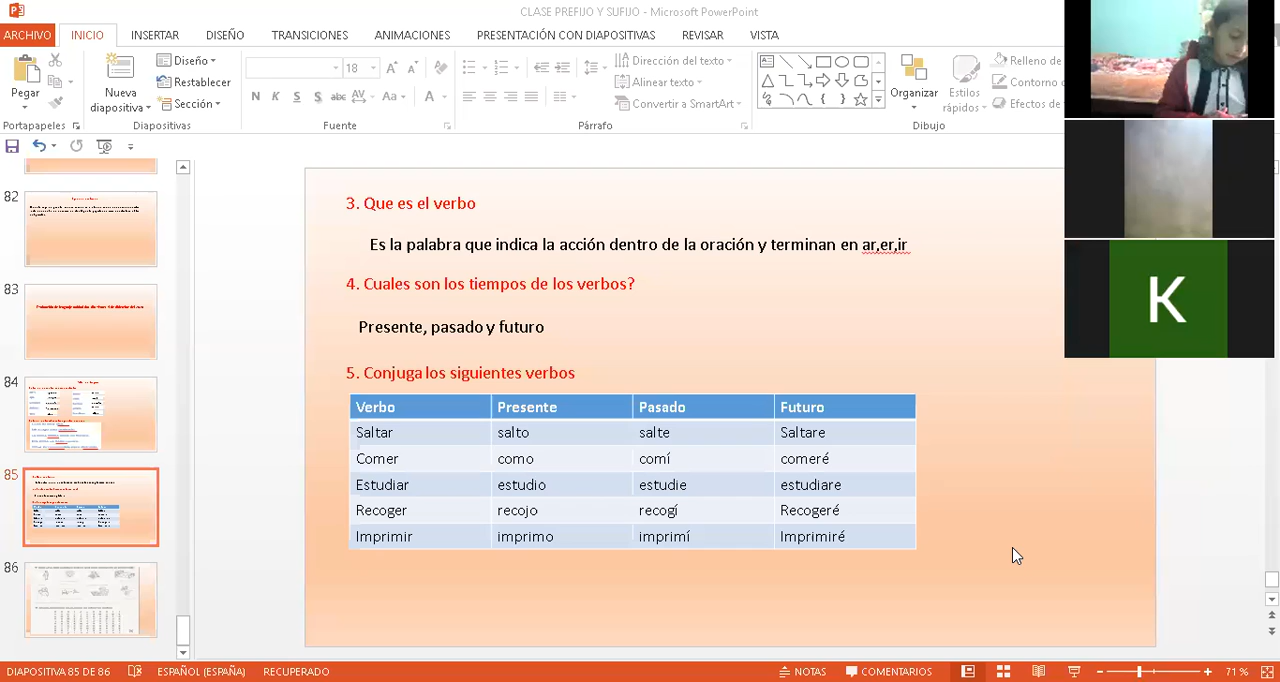 CLASE PREFIJO Y SUFIJO - Microsoft PowerPoint
ARCHIVO INICIO INSERTAR DISEÑO TRANSICIONES ANIMACIONES PRESENTACIÓN CON DIAPOSITIVAS REVISAR VISTA
Pegar
Nueva diapositiva
Diseño
Restablecer
Sección
18
N K S S abc AV Aa A
Dirección del texto
Alinear texto
Convertir a SmartArt
Organizar
Estilos rápidos
Relleno de
Contorno
Efectos de
Portapapeles Diapositivas Fuente Párrafo Dibujo
82
83
84
85
86
3. Que es el verbo
Es la palabra que indica la acción dentro de la oración y terminan en ar,er,ir
4. Cuales son los tiempos de los verbos?
Presente, pasado y futuro
5. Conjuga los siguientes verbos
Verbo Presente Pasado Futuro
Saltar salto salte Saltare
Comer como comí comeré
Estudiar estudio estudie estudiare
Recoger recojo recogí Recogeré
Imprimir imprimo imprimí Imprimiré
K
DIAPOSITIVA 85 DE 86 ESPAÑOL (ESPAÑA) RECUPERADO NOTAS COMENTARIOS 71 %